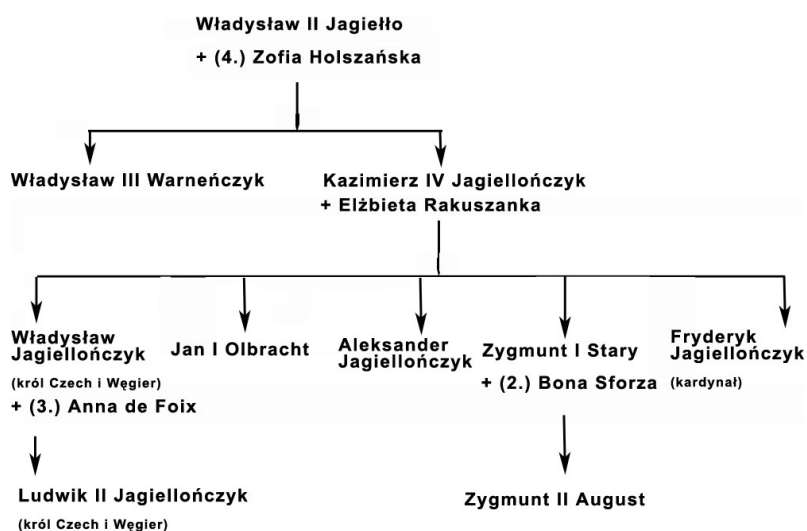 Władysław II Jagiełło
+ (4.) Zofia Holszańska
Władysław III Warneńczyk
Kazimierz IV Jagiellończyk
+ Elżbieta Rakuszanka
Władysław
Jagiellończyk
(król Czech i Węgier)
+ (3.) Anna de Foix
Jan I Olbracht
Aleksander
Jagiellończyk
Zygmunt I Stary
+ (2.) Bona Sforza
Fryderyk
Jagiellończyk
(kardynał)
Ludwik II Jagiellończyk
(król Czech i Węgier)
Zygmunt II August